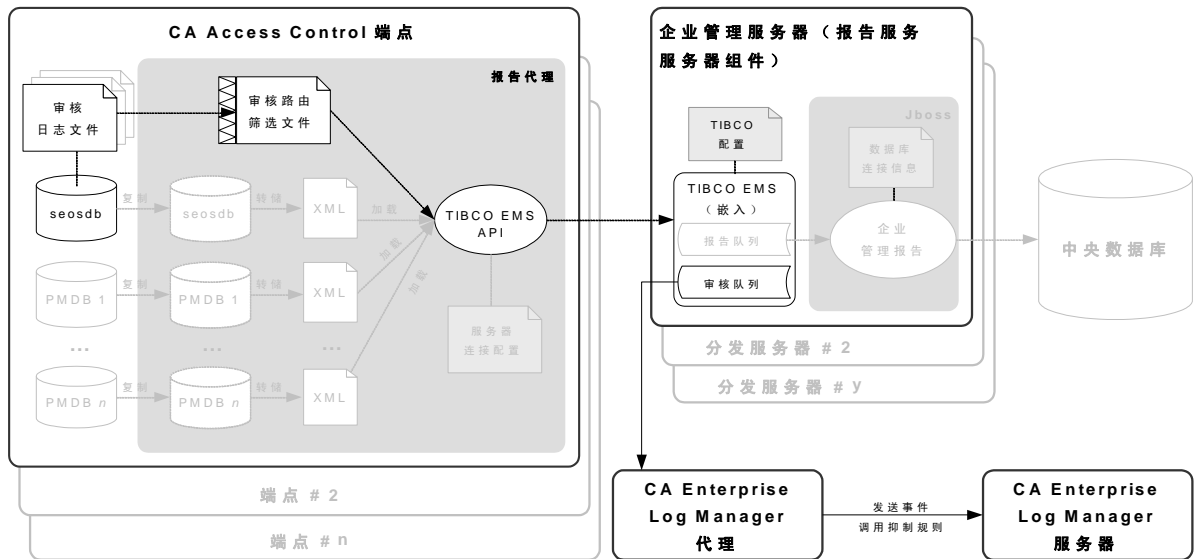 CA Access Control 端点
报告代理
审核
日志文件
审核路由
筛选文件
seosdb
复制
seosdb
转储
XML
加载
TIBCO EMS
API
PMDB 1
复制
PMDB 1
转储
XML
加载
加载
...
...
...
PMDB n
复制
PMDB n
转储
XML
服务器
连接配置
端点 # 2
端点 # n
企业管理服务器（报告服务
服务器组件）
TIBCO
配置
TIBCO EMS
（嵌入）
报告队列
审核队列
Jboss
数据库
连接信息
企业
管理报告
中央数据库
分发服务器 # 2
分发服务器 # y
CA Enterprise
Log Manager
代理
发送事件
调用抑制规则
CA Enterprise
Log Manager
服务器